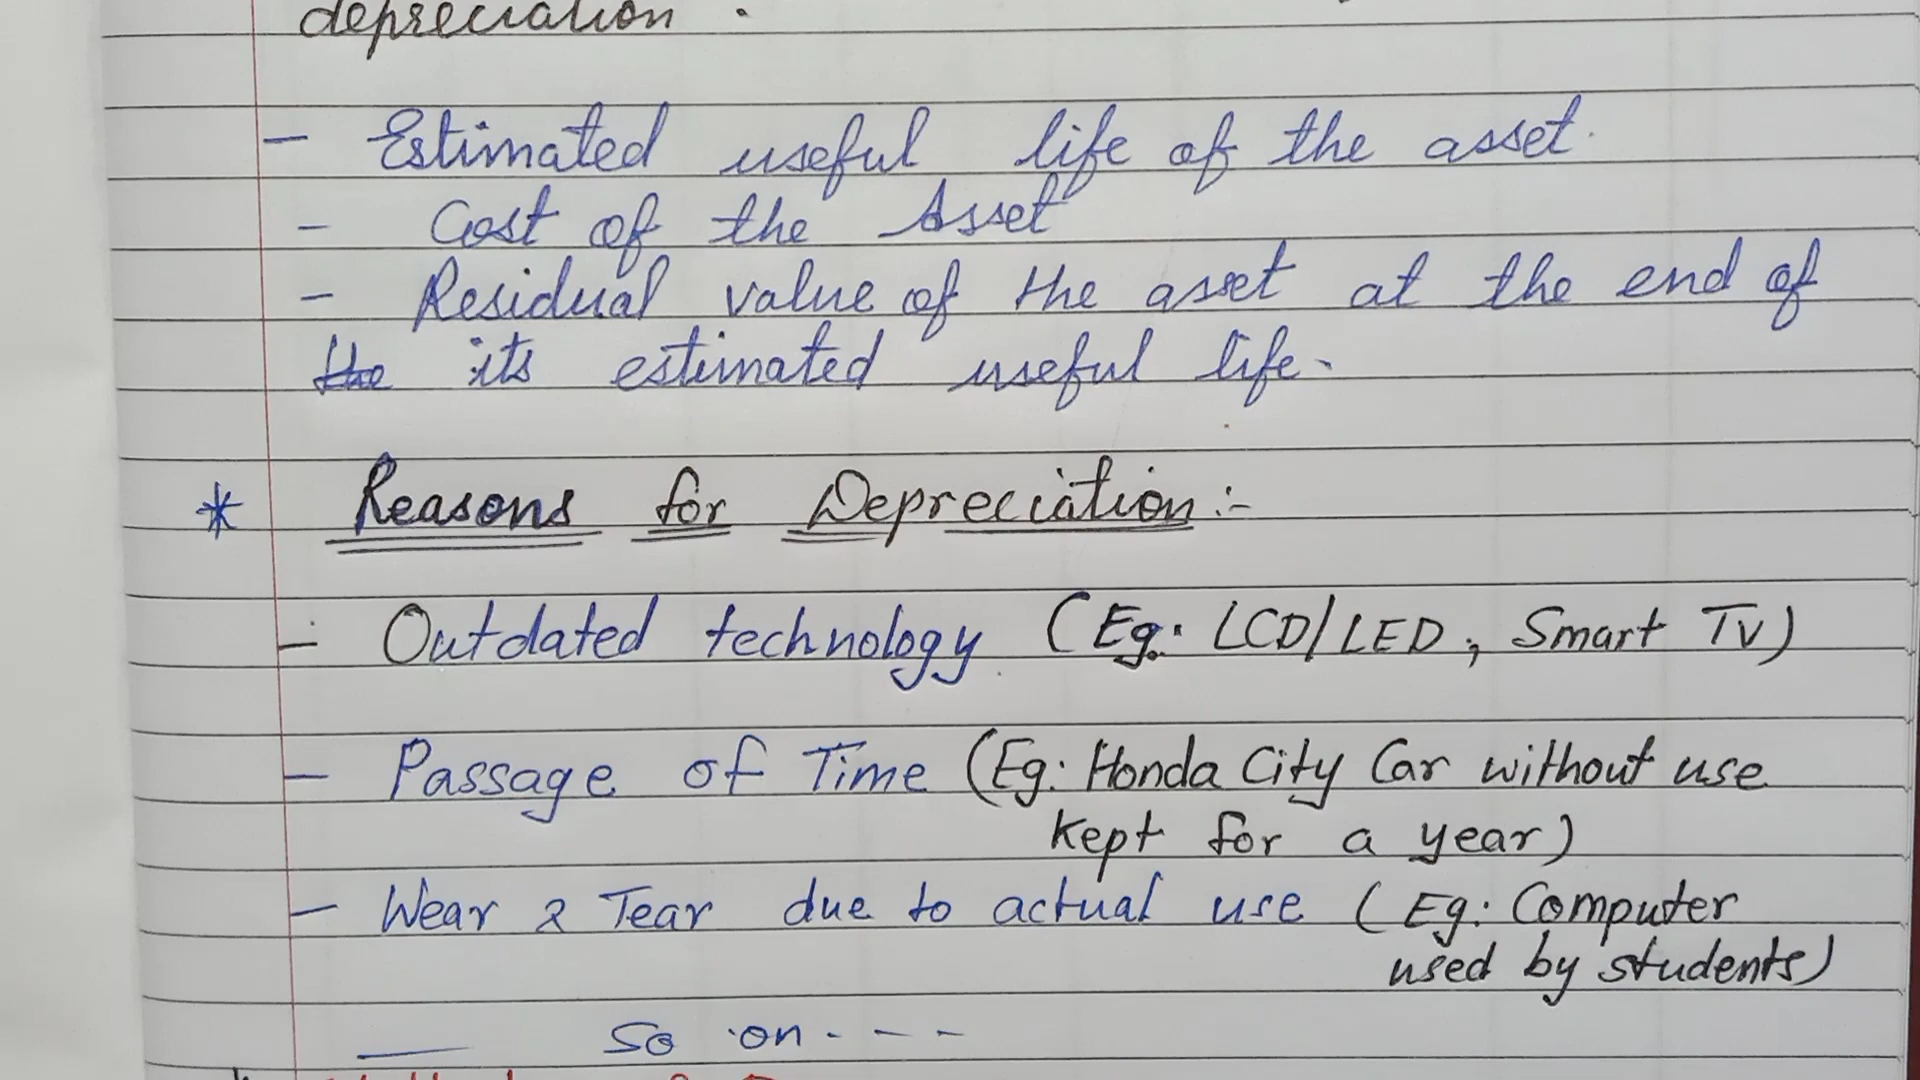 depreciation.
- Estimated useful life of the asset.
- Cost of the Asset
- Residual value of the asset at the end of
the its estimated useful life.
* Reasons for Depreciation:-
- Outdated technology (Eg: LCD/LED, Smart TV)
- Passage of Time (Eg: Honda City Car without use
kept for a year)
- Wear & Tear due to actual use (Eg: Computer
used by students)
— So on - - -